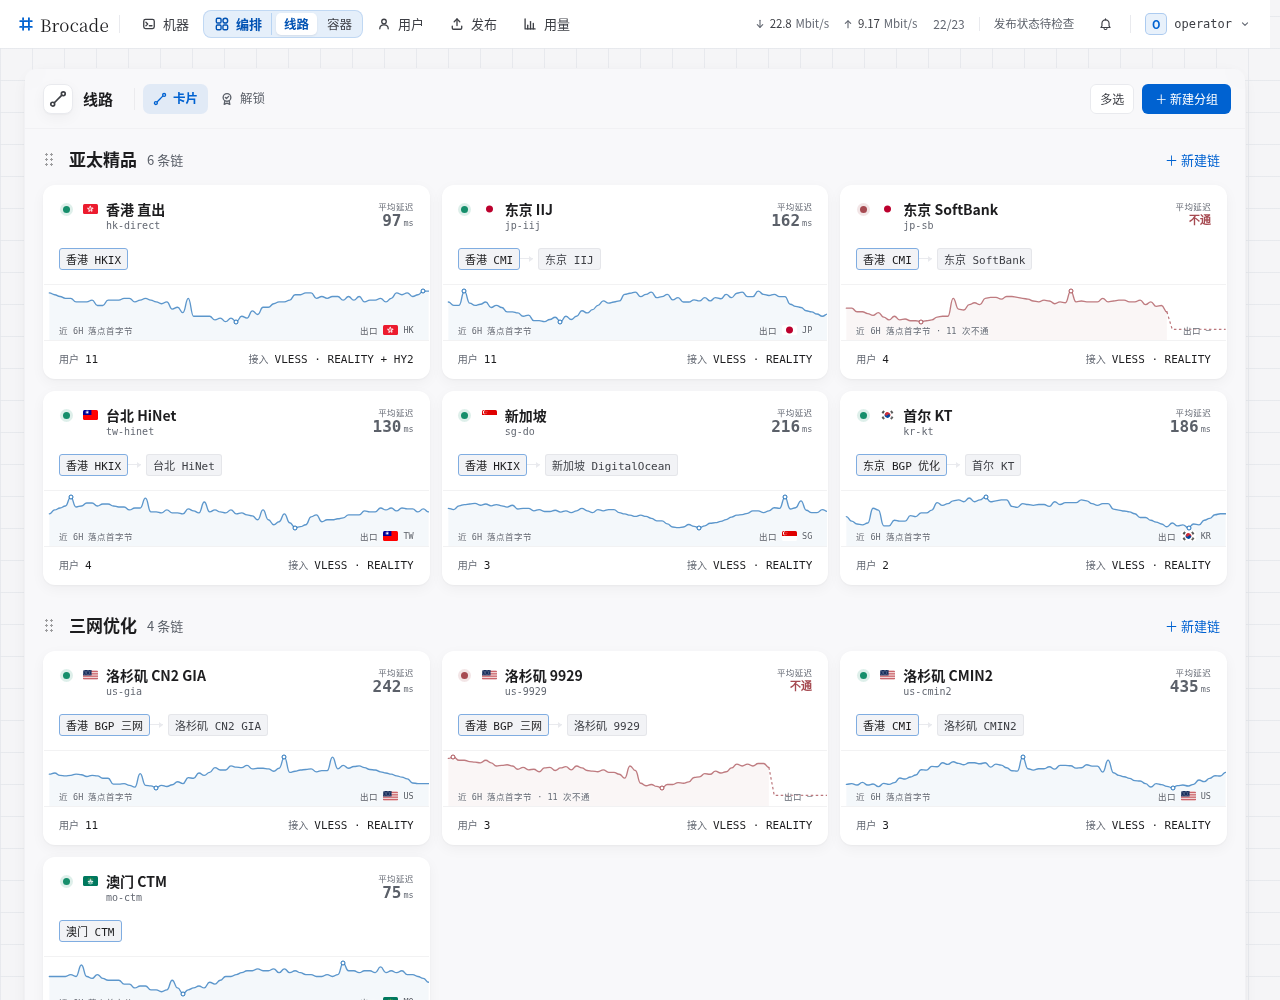 Brocade
机器
编排
线路
容器
用户
发布
用量
↓ 22.8 Mbit/s
↑ 9.17 Mbit/s
22/23
发布状态待检查
O
operator
线路
卡片
解锁
多选
+ 新建分组
亚太精品 6 条链
+ 新建链
香港 直出
hk-direct
平均延迟
97 ms
香港 HKIX
近 6H 落点首字节
出口 HK
用户 11
接入 VLESS · REALITY + HY2
东京 IIJ
jp-iij
平均延迟
162 ms
香港 CMI
东京 IIJ
近 6H 落点首字节
出口 JP
用户 11
接入 VLESS · REALITY
东京 SoftBank
jp-sb
平均延迟
不通
香港 CMI
东京 SoftBank
近 6H 落点首字节 · 11 次不通
出口
用户 4
接入 VLESS · REALITY
台北 HiNet
tw-hinet
平均延迟
130 ms
香港 HKIX
台北 HiNet
近 6H 落点首字节
出口 TW
用户 4
接入 VLESS · REALITY
新加坡
sg-do
平均延迟
216 ms
香港 HKIX
新加坡 DigitalOcean
近 6H 落点首字节
出口 SG
用户 3
接入 VLESS · REALITY
首尔 KT
kr-kt
平均延迟
186 ms
东京 BGP 优化
首尔 KT
近 6H 落点首字节
出口 KR
用户 2
接入 VLESS · REALITY
三网优化 4 条链
+ 新建链
洛杉矶 CN2 GIA
us-gia
平均延迟
242 ms
香港 BGP 三网
洛杉矶 CN2 GIA
近 6H 落点首字节
出口 US
用户 11
接入 VLESS · REALITY
洛杉矶 9929
us-9929
平均延迟
不通
香港 BGP 三网
洛杉矶 9929
近 6H 落点首字节 · 11 次不通
出口
用户 3
接入 VLESS · REALITY
洛杉矶 CMIN2
us-cmin2
平均延迟
435 ms
香港 CMI
洛杉矶 CMIN2
近 6H 落点首字节
出口 US
用户 3
接入 VLESS · REALITY
澳门 CTM
mo-ctm
平均延迟
75 ms
澳门 CTM